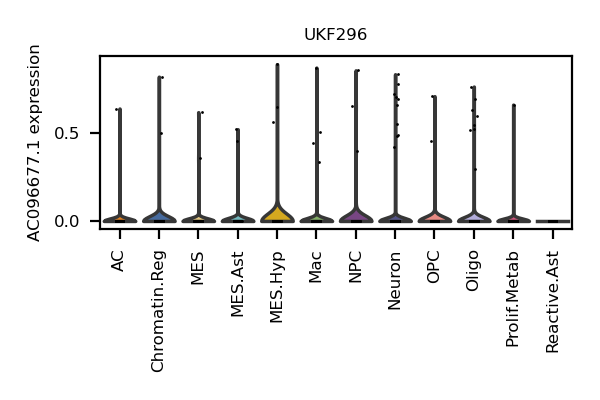 UKF296
AC096677.1 expression
0.5
0.0
AC
Chromatin.Reg
MES
MES.Ast
MES.Hyp
Mac
NPC
Neuron
OPC
Oligo
Prolif.Metab
Reactive.Ast